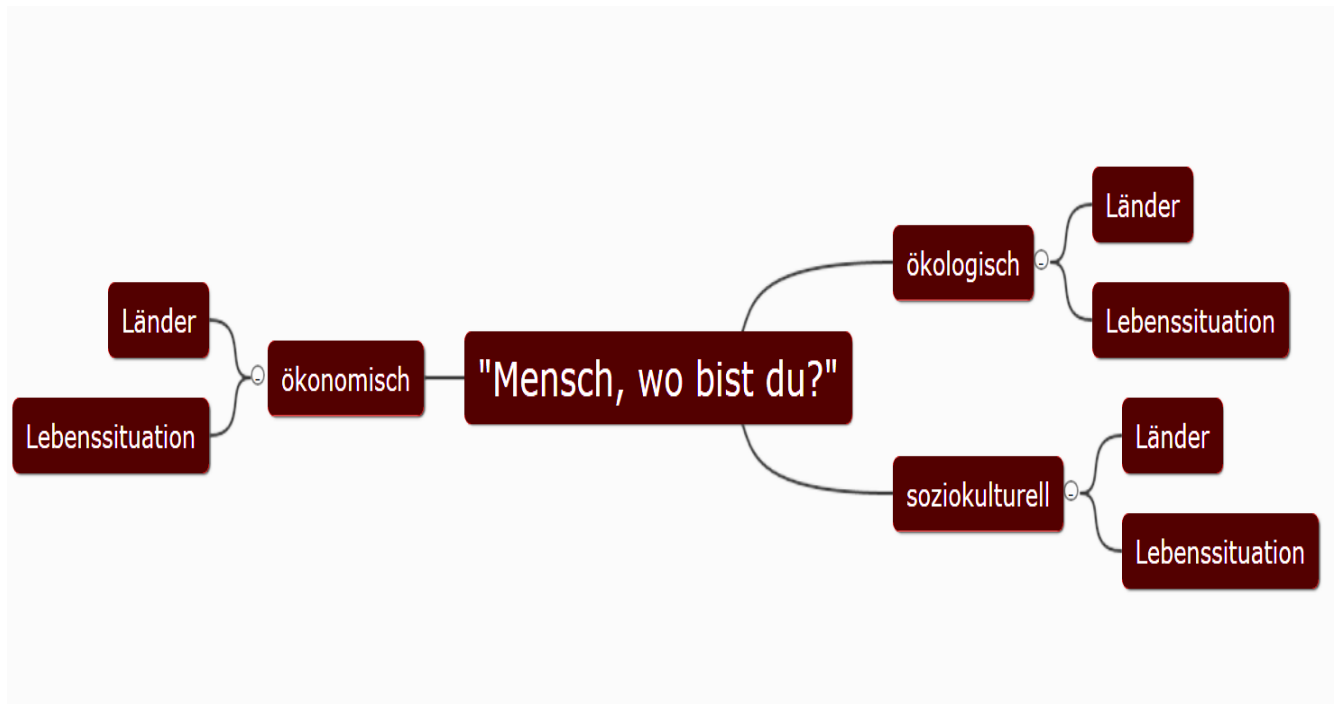 "Mensch, wo bist du?"
ökonomisch
Länder
Lebenssituation
ökologisch
Länder
Lebenssituation
soziokulturell
Länder
Lebenssituation